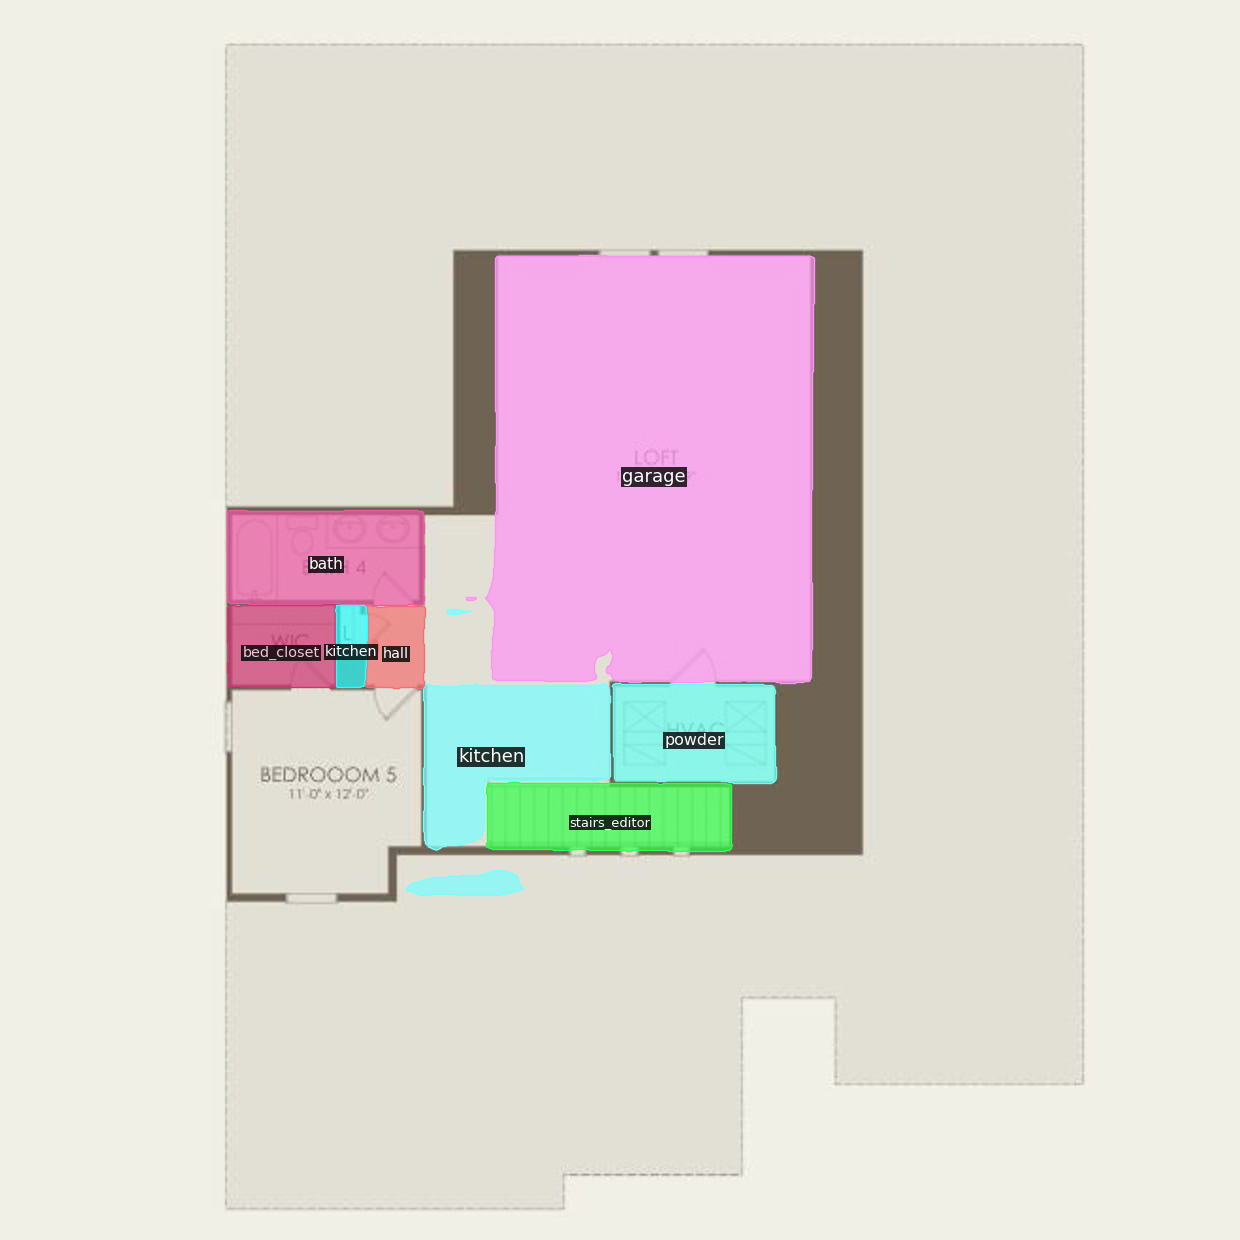 LOFT
garage
bath
4
WIC
L
bed_closet
kitchen
hall
HVAC
powder
kitchen
BEDROOOM 5
11'-0" x 12'-0"
stairs_editor